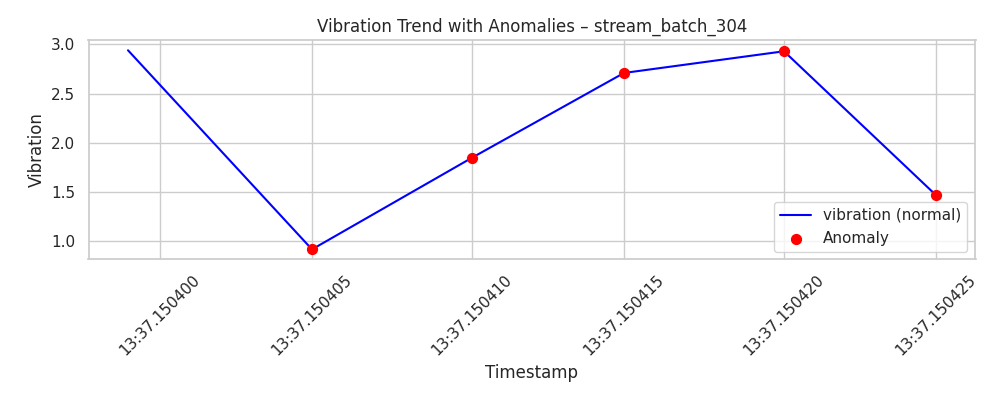 Vibration Trend with Anomalies – stream_batch_304
Vibration
3.0
2.5
2.0
1.5
1.0
vibration (normal)
Anomaly
13:37.150400
13:37.150405
13:37.150410
13:37.150415
13:37.150420
13:37.150425
Timestamp